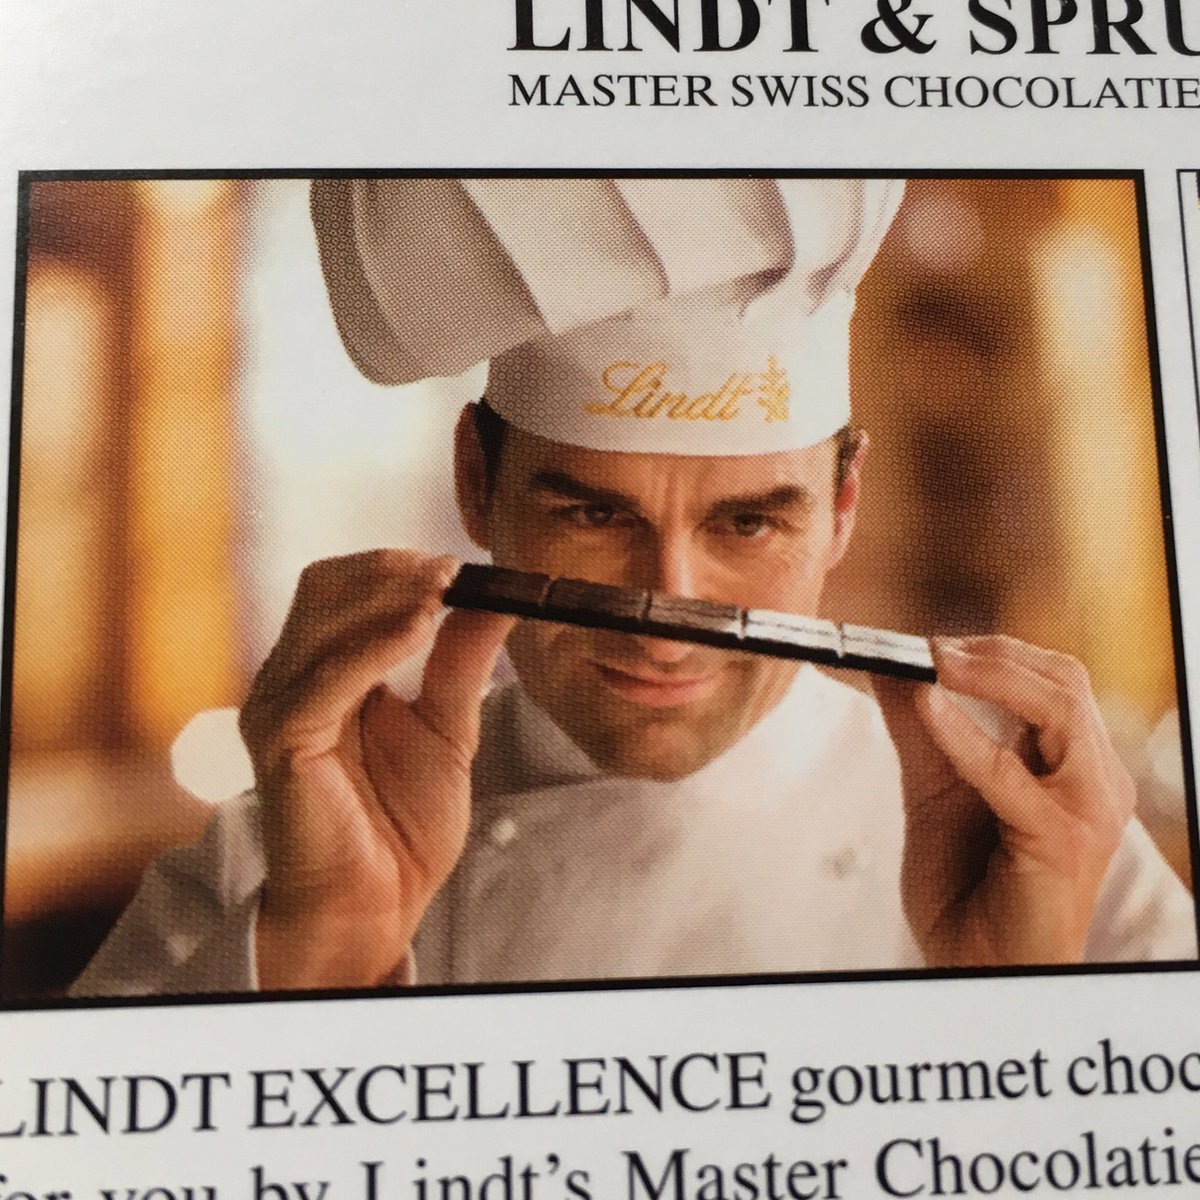 LINDT & SPRU
MASTER SWISS CHOCOLATIE
Lindt
LINDT EXCELLENCE gourmet choc
for you by Lindt's Master Chocolatie